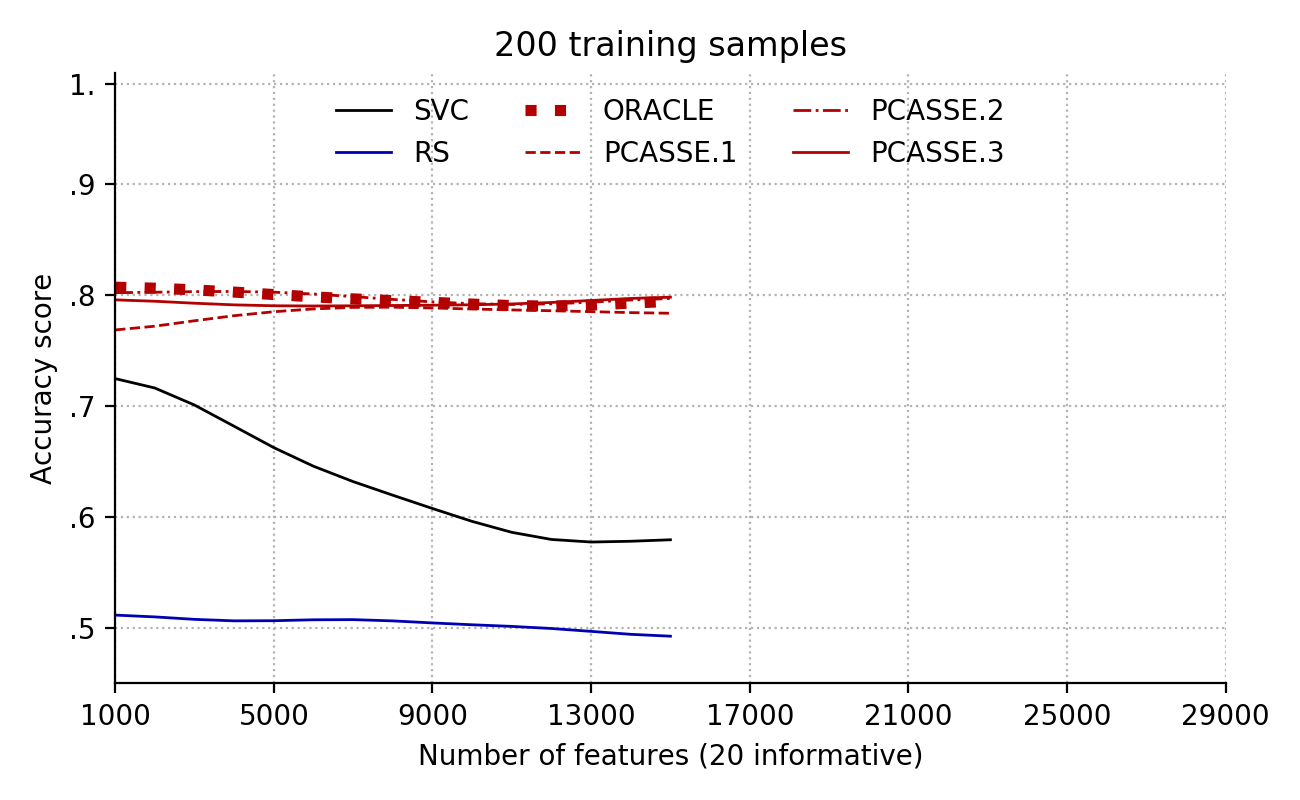 200 training samples
1.
.9
.8
.7
.6
.5
Accuracy score
SVC ORACLE PCASSE.2
RS PCASSE.1 PCASSE.3
1000 5000 9000 13000 17000 21000 25000 29000
Number of features (20 informative)